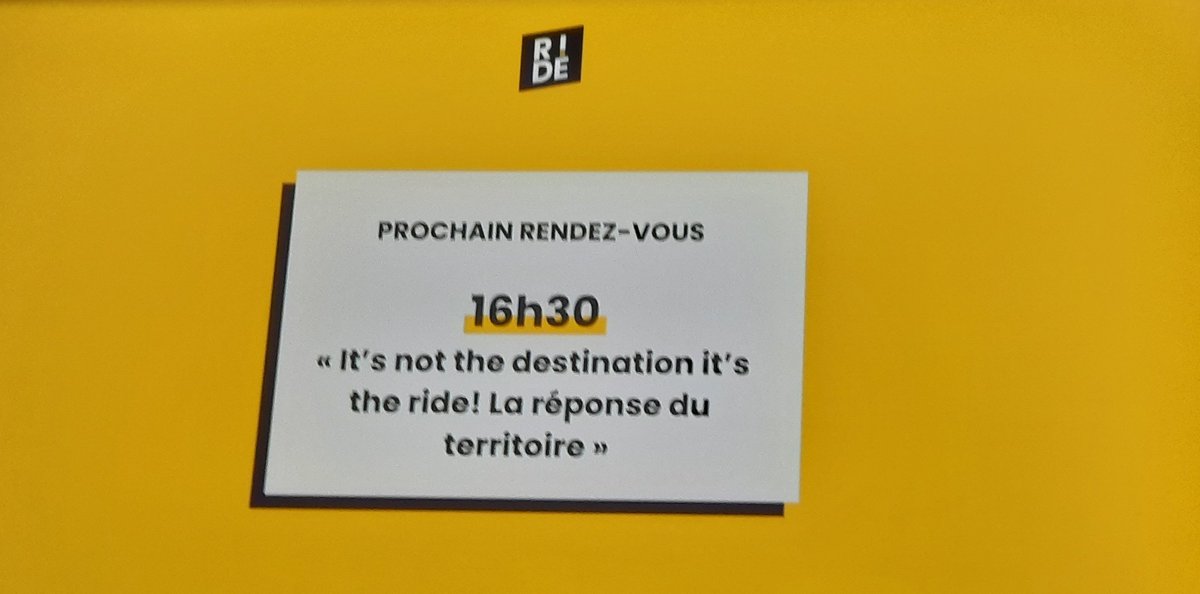 RI
DE
PROCHAIN RENDEZ-VOUS
16h30
« It’s not the destination it’s
the ride! La réponse du
territoire »